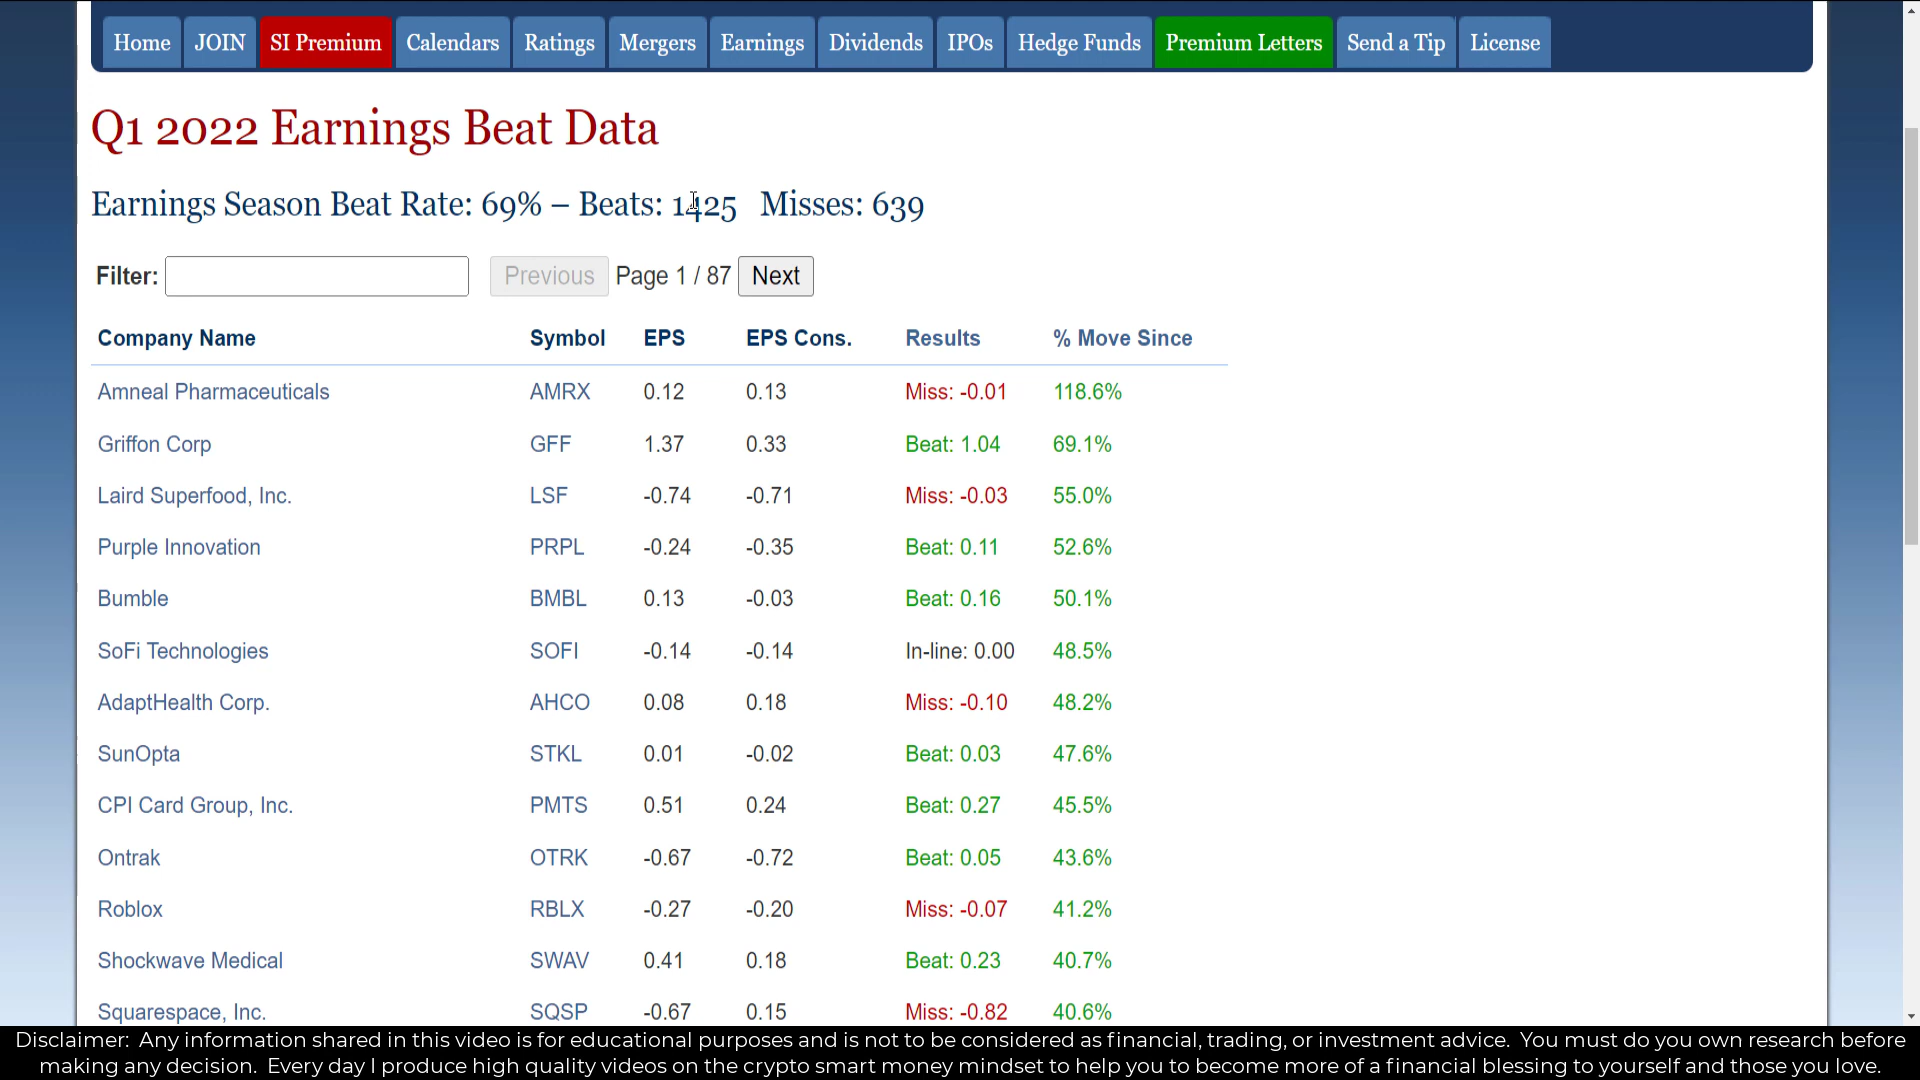 Home JOIN SI Premium Calendars Ratings Mergers Earnings Dividends IPOs Hedge Funds Premium Letters Send a Tip License
Q1 2022 Earnings Beat Data
Earnings Season Beat Rate: 69% – Beats: 1425 Misses: 639
Filter: Previous Page 1 / 87 Next
Company Name Symbol EPS EPS Cons. Results % Move Since
Amneal Pharmaceuticals AMRX 0.12 0.13 Miss: -0.01 118.6%
Griffon Corp GFF 1.37 0.33 Beat: 1.04 69.1%
Laird Superfood, Inc. LSF -0.74 -0.71 Miss: -0.03 55.0%
Purple Innovation PRPL -0.24 -0.35 Beat: 0.11 52.6%
Bumble BMBL 0.13 -0.03 Beat: 0.16 50.1%
SoFi Technologies SOFI -0.14 -0.14 In-line: 0.00 48.5%
AdaptHealth Corp. AHCO 0.08 0.18 Miss: -0.10 48.2%
SunOpta STKL 0.01 -0.02 Beat: 0.03 47.6%
CPI Card Group, Inc. PMTS 0.51 0.24 Beat: 0.27 45.5%
Ontrak OTRK -0.67 -0.72 Beat: 0.05 43.6%
Roblox RBLX -0.27 -0.20 Miss: -0.07 41.2%
Shockwave Medical SWAV 0.41 0.18 Beat: 0.23 40.7%
Squarespace, Inc. SQSP -0.67 0.15 Miss: -0.82 40.6%
Disclaimer: Any information shared in this video is for educational purposes and is not to be considered as financial, trading, or investment advice. You must do you own research before
making any decision. Every day I produce high quality videos on the crypto smart money mindset to help you to become more of a financial blessing to yourself and those you love.